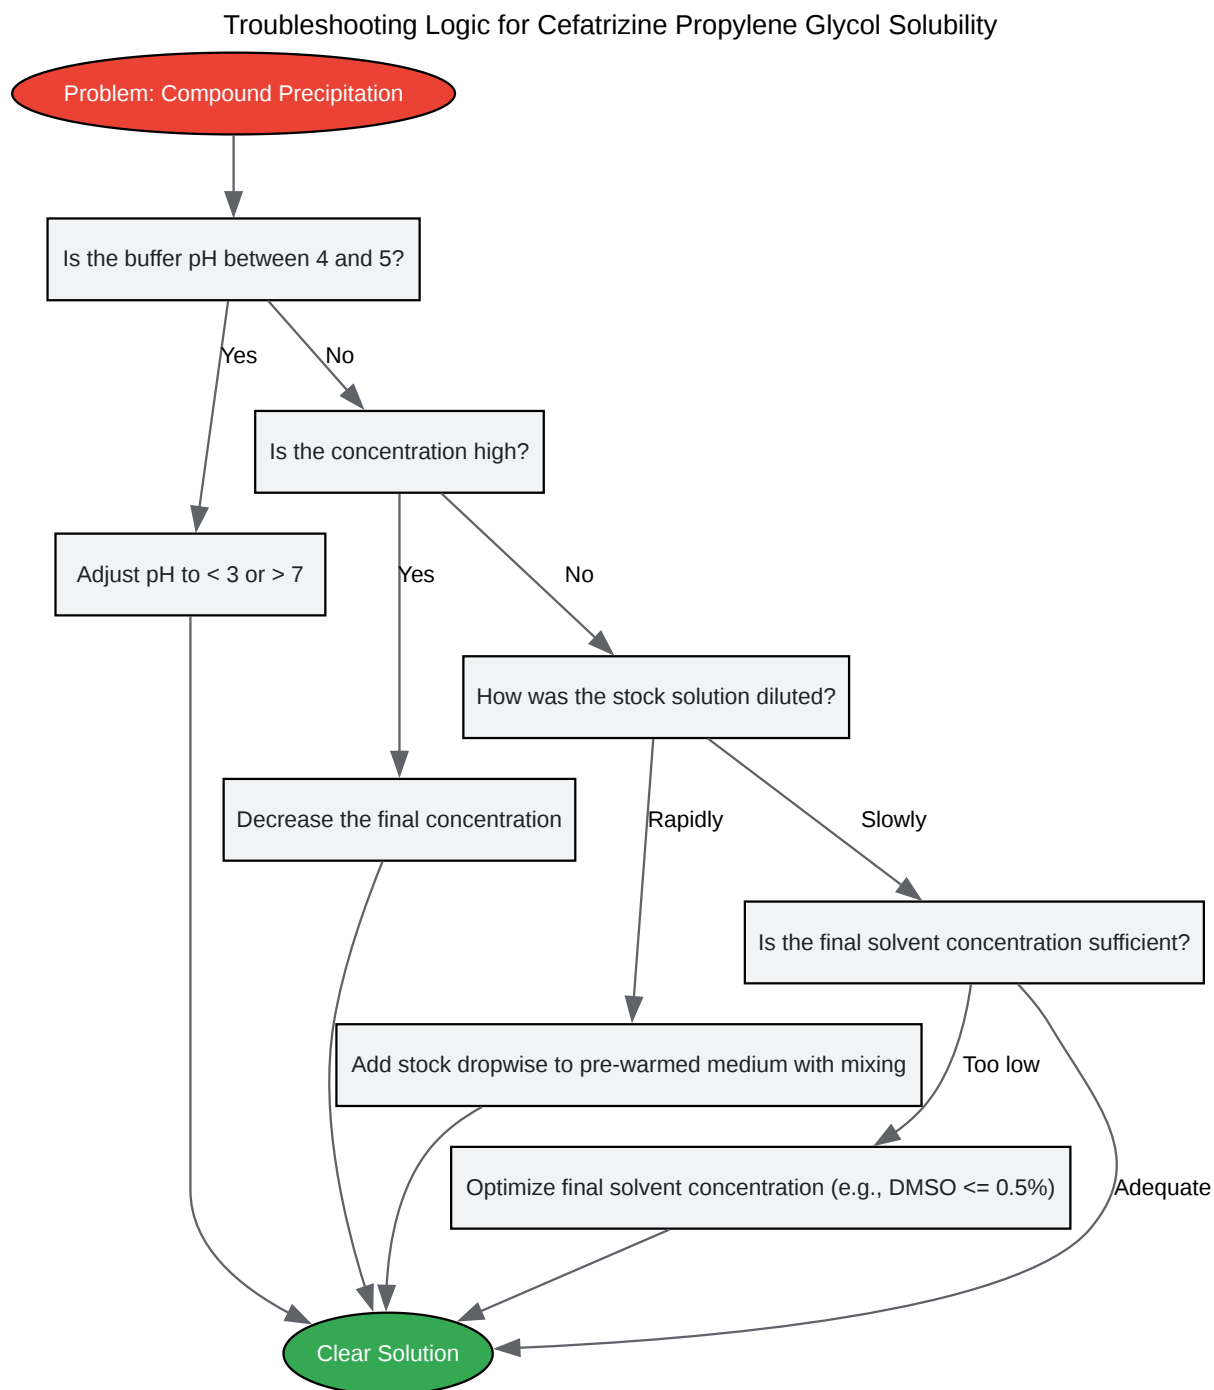 Troubleshooting Logic for Cefatrizine Propylene Glycol Solubility
Problem: Compound Precipitation
Is the buffer pH between 4 and 5?
Yes
No
Is the concentration high?
Adjust pH to < 3 or > 7
Yes
No
How was the stock solution diluted?
Decrease the final concentration
Rapidly
Slowly
Is the final solvent concentration sufficient?
Add stock dropwise to pre-warmed medium with mixing
Too low
Optimize final solvent concentration (e.g., DMSO <= 0.5%)
Adequate
Clear Solution